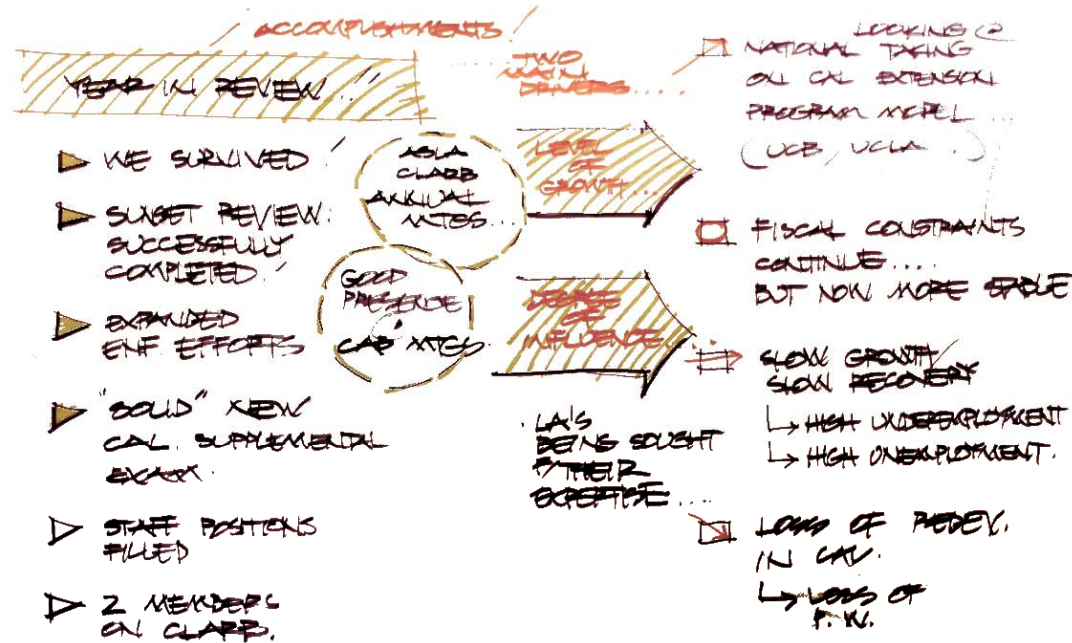 ACCOMPLISHMENTS!
YEAR IN REVIEW!!
WE SURVIVED!
SUNSET REVIEW:
SUCCESSFULLY
COMPLETED!
EXPANDED
ENF. EFFORTS
"SOLID" NEW
CAL. SUPPLEMENTAL
EXAM.
STAFF POSITIONS
FILLED
2 MEMBERS
ON CLARB.
ASLA
CLARB
ANNUAL
MTGS...
GOOD
PRESENCE
@
CAB MTGS.
TWO
MAIN
DRIVERS....
LEVEL
OF
GROWTH...
DEGREE
OF
INFLUENCE...
LA'S
BEING SOUGHT
F/THEIR
EXPERTISE....
LOOKING @
NATIONAL TAKING
ON CAL EXTENSION
PROGRAM MODEL...
(UCB/UCLA...)
FISCAL CONSTRAINTS
CONTINUE....
BUT NOW MORE STABLE
SLOW GROWTH/
SLOW RECOVERY
HIGH UNDEREMPLOYMENT
HIGH UNEMPLOYMENT.
LOSS OF REDEV.
IN CAL.
LOSS OF
P.W.